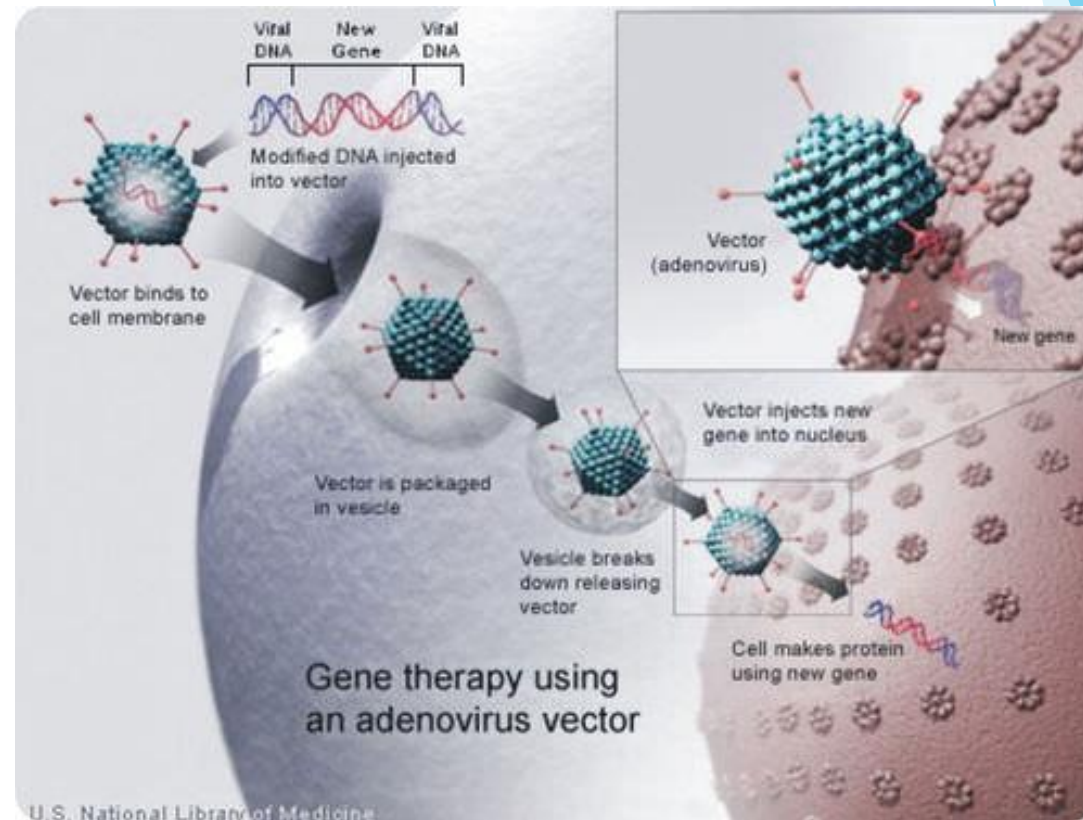 Viral DNA
New Gene
Viral DNA
Modified DNA injected
into vector
Vector binds to
cell membrane
Vector
(adenovirus)
New gene
Vector injects new
gene into nucleus
Vector is packaged
in vesicle
Vesicle breaks
down releasing
vector
Cell makes protein
using new gene
Gene therapy using
an adenovirus vector
U.S. National Library of Medicine